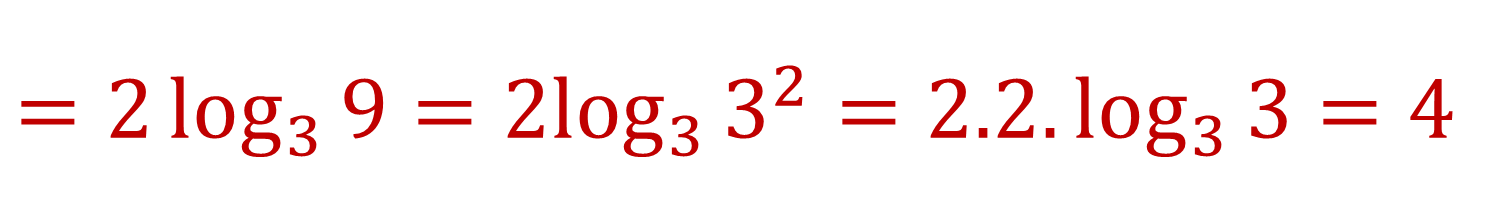 = 2 log₃ 9 = 2log₃ 3² = 2.2. log₃ 3 = 4